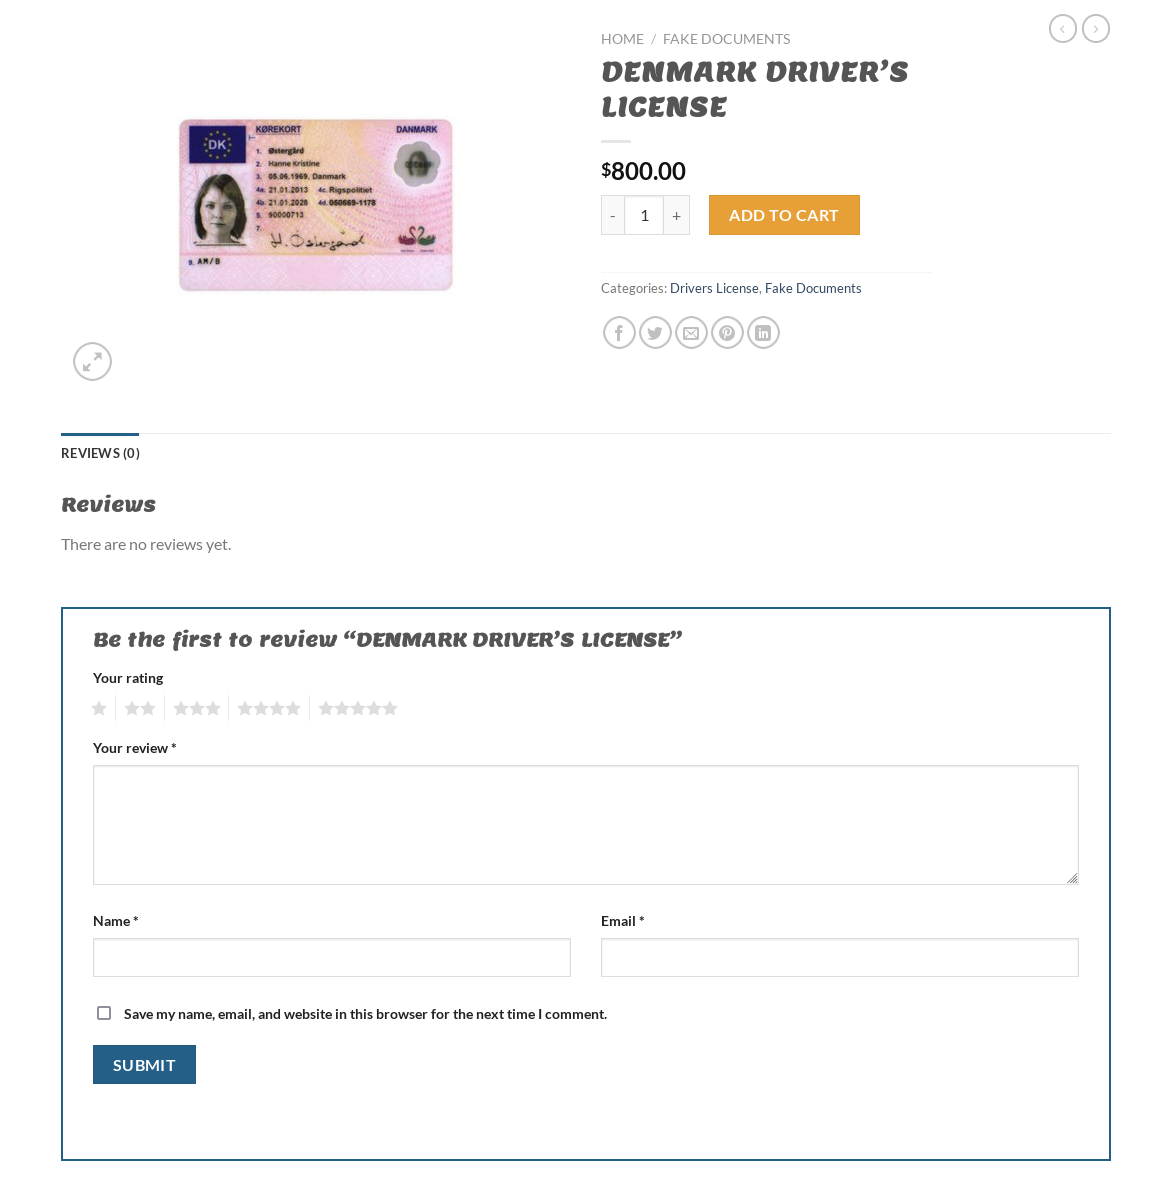 HOME / FAKE DOCUMENTS
DENMARK DRIVER’S
LICENSE
$800.00
- 1 +
ADD TO CART
Categories: Drivers License, Fake Documents
DK
KØREKORT DANMARK
1. Østergård
2. Hanne Kristine
3. 05.06.1969, Danmark
4a. 21.01.2013 4c. Rigspolitiet
4b. 21.01.2028 4d. 050669-1178
5. 90000713
7.
H. Østergård
9. AM/B
REVIEWS (0)
Reviews
There are no reviews yet.
Be the first to review “DENMARK DRIVER’S LICENSE”
Your rating
Your review *
Name *
Email *
Save my name, email, and website in this browser for the next time I comment.
SUBMIT